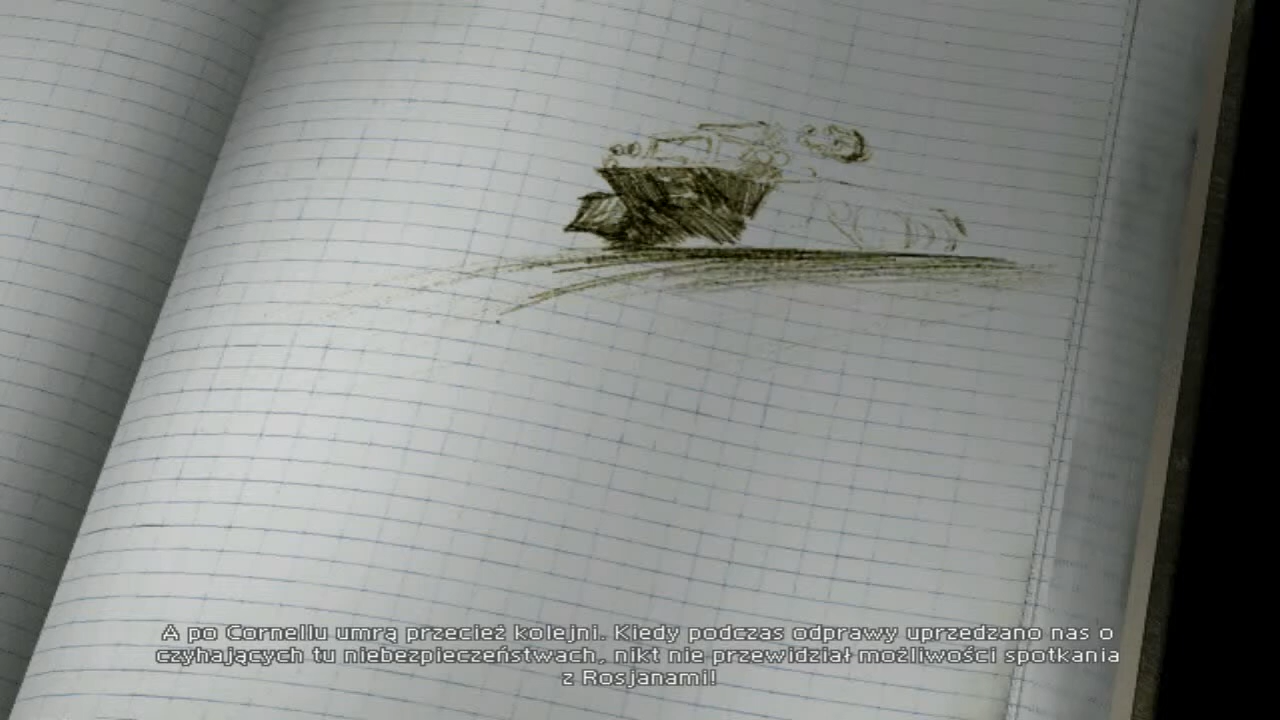 A po Cornellu umrą przecież kolejni. Kiedy podczas odprawy uprzedzano nas o
czyhających tu niebezpieczeństwach, nikt nie przewidział możliwości spotkania
z Rosjanami!